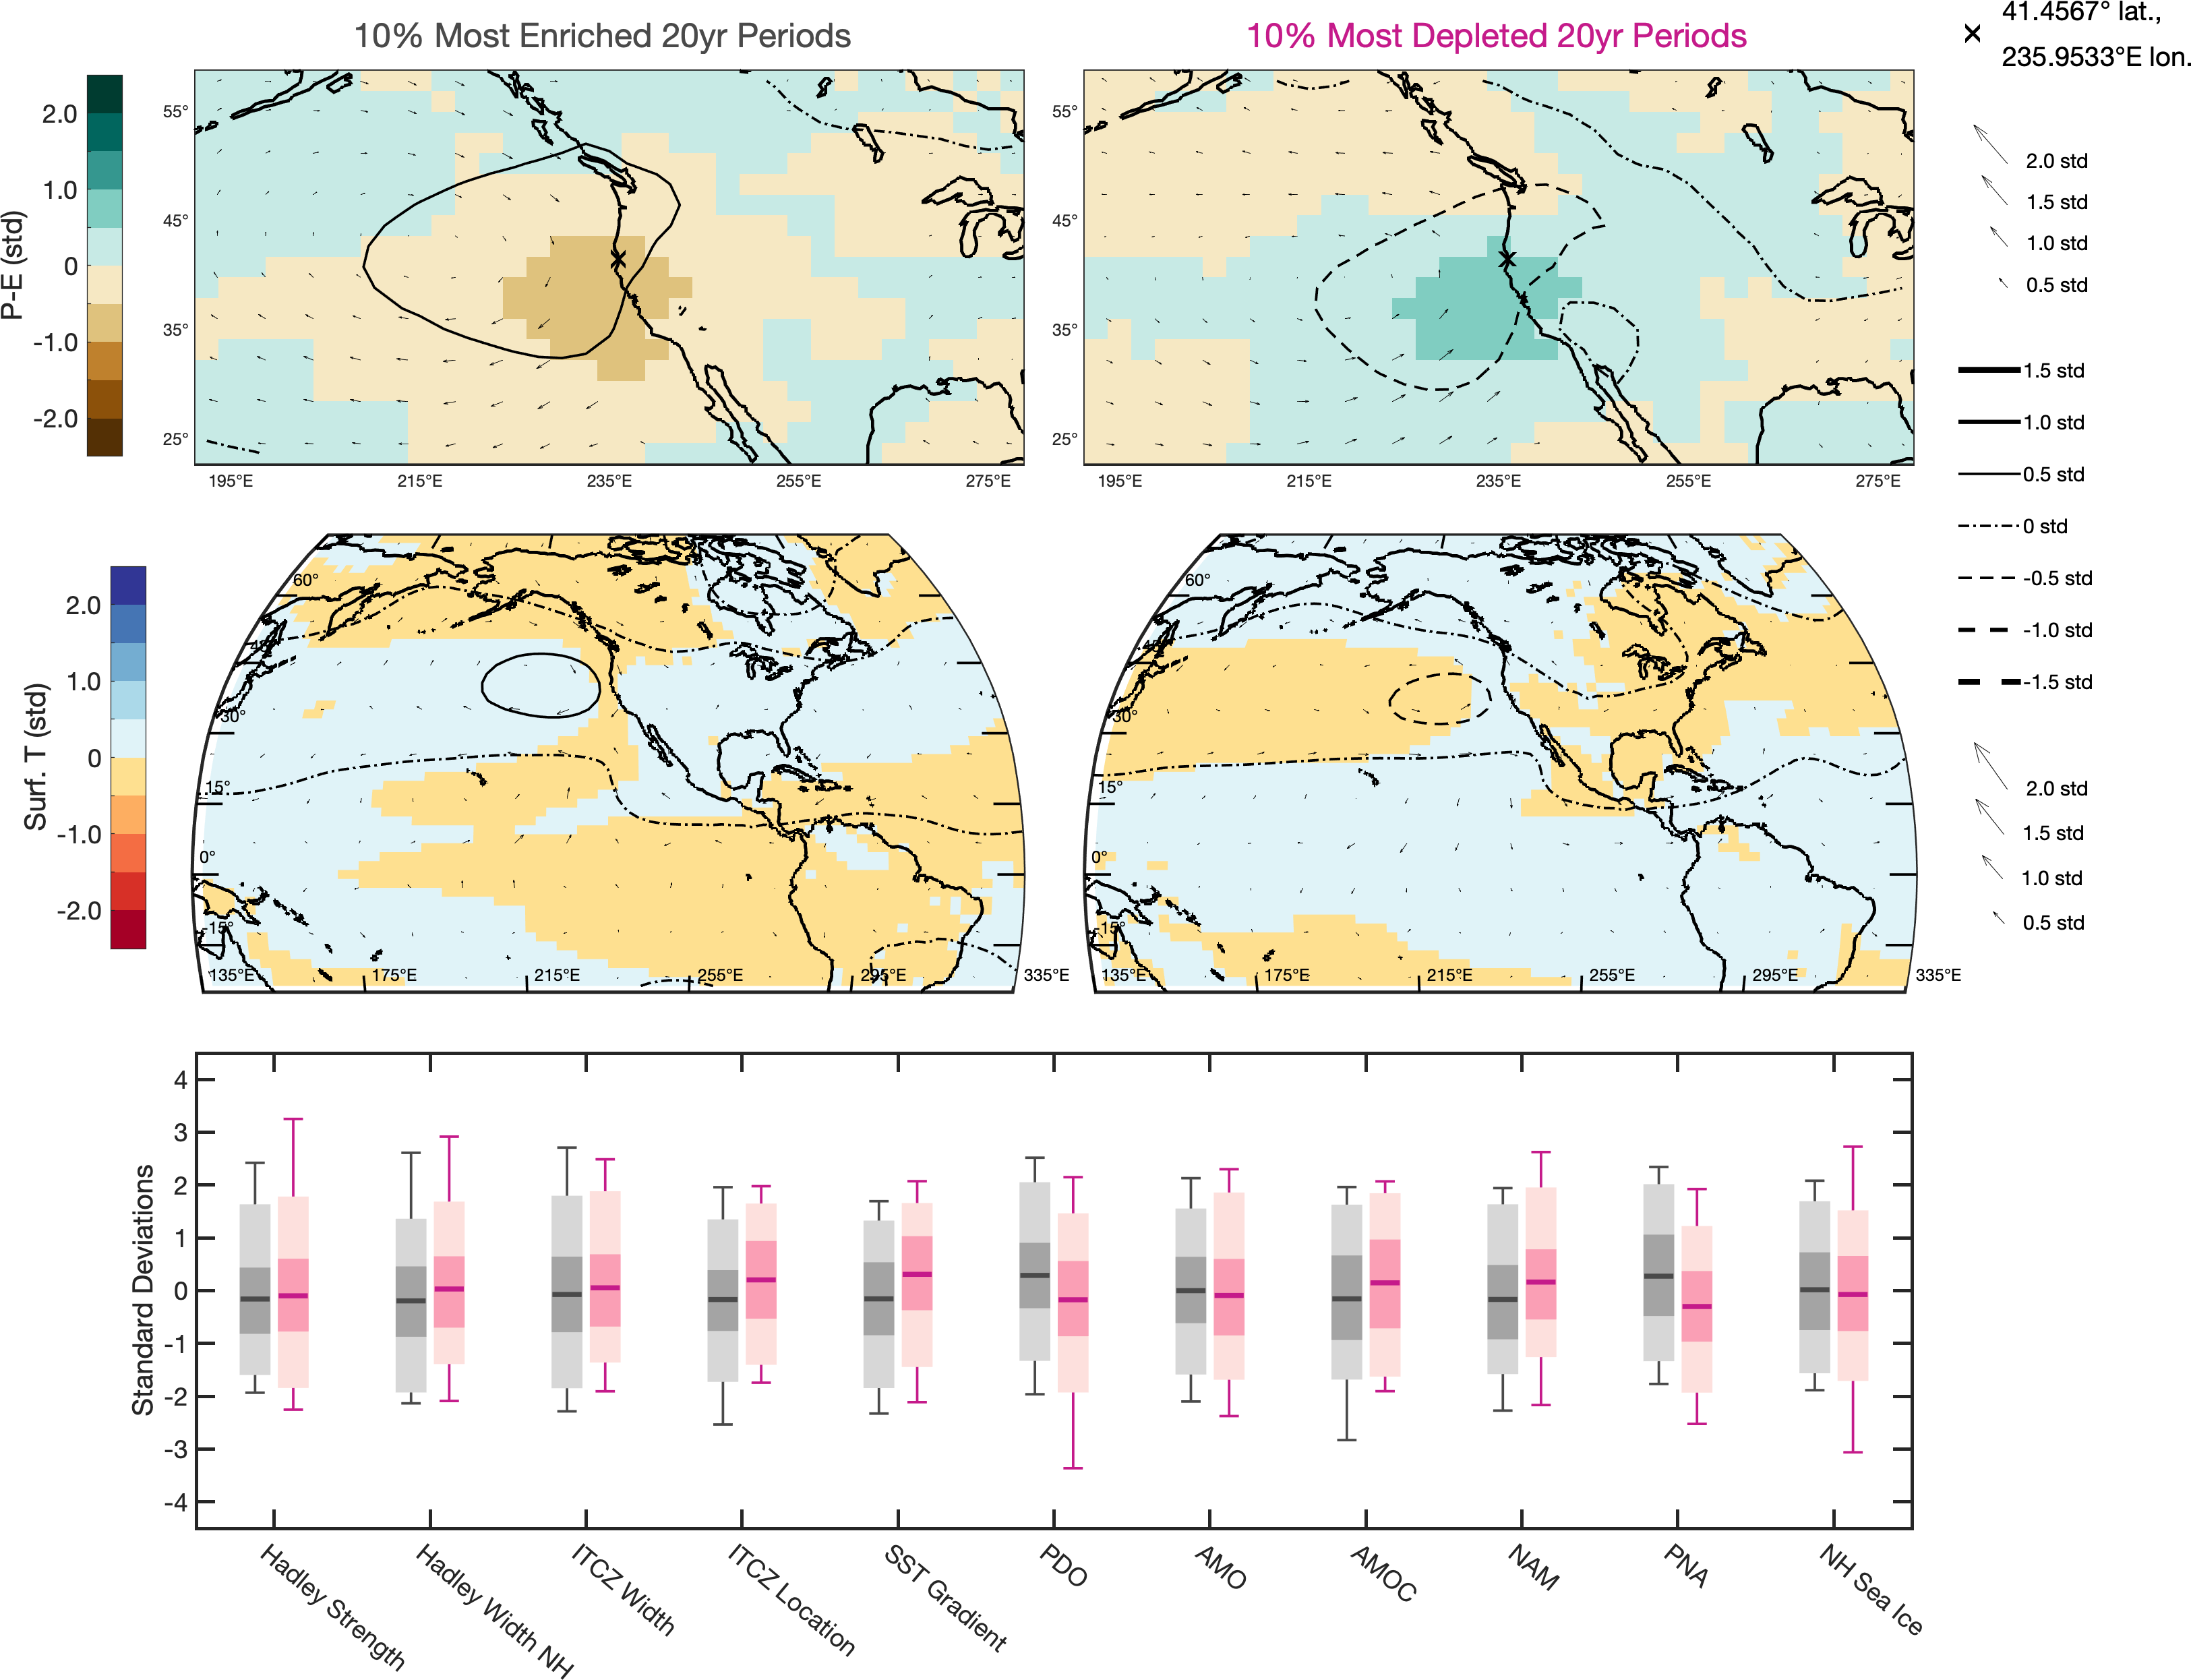 10% Most Enriched 20yr Periods
10% Most Depleted 20yr Periods
41.4567° lat.,
235.9533°E lon.
P-E (std)
2.0
1.0
0
-1.0
-2.0
55°
45°
35°
25°
195°E
215°E
235°E
255°E
275°E
55°
45°
35°
25°
195°E
215°E
235°E
255°E
275°E
2.0 std
1.5 std
1.0 std
0.5 std
1.5 std
1.0 std
0.5 std
0 std
-0.5 std
-1.0 std
-1.5 std
2.0 std
1.5 std
1.0 std
0.5 std
Surf. T (std)
2.0
1.0
0
-1.0
-2.0
60°
45°
30°
15°
0°
-15°
135°E
175°E
215°E
255°E
295°E
335°E
60°
45°
30°
15°
0°
-15°
135°E
175°E
215°E
255°E
295°E
335°E
Standard Deviations
4
3
2
1
0
-1
-2
-3
-4
Hadley Strength
Hadley Width NH
ITCZ Width
ITCZ Location
SST Gradient
PDO
AMO
AMOC
NAM
PNA
NH Sea Ice